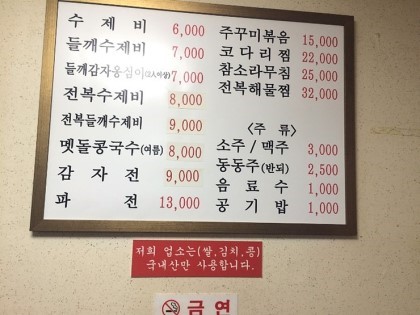 수제비 6,000
들깨수제비 7,000
들깨감자옹심이(2人이상) 7,000
전복수제비 8,000
전복들깨수제비 9,000
멧돌콩국수(여름) 8,000
감자전 9,000
파전 13,000
주꾸미볶음 15,000
코다리찜 22,000
참소라무침 25,000
전복해물찜 32,000
〈주 류〉
소주/맥주 3,000
동동주(반되) 2,500
음료수 1,000
공기밥 1,000
저희 업소는(쌀,김치,콩)
국내산만 사용합니다.
금연